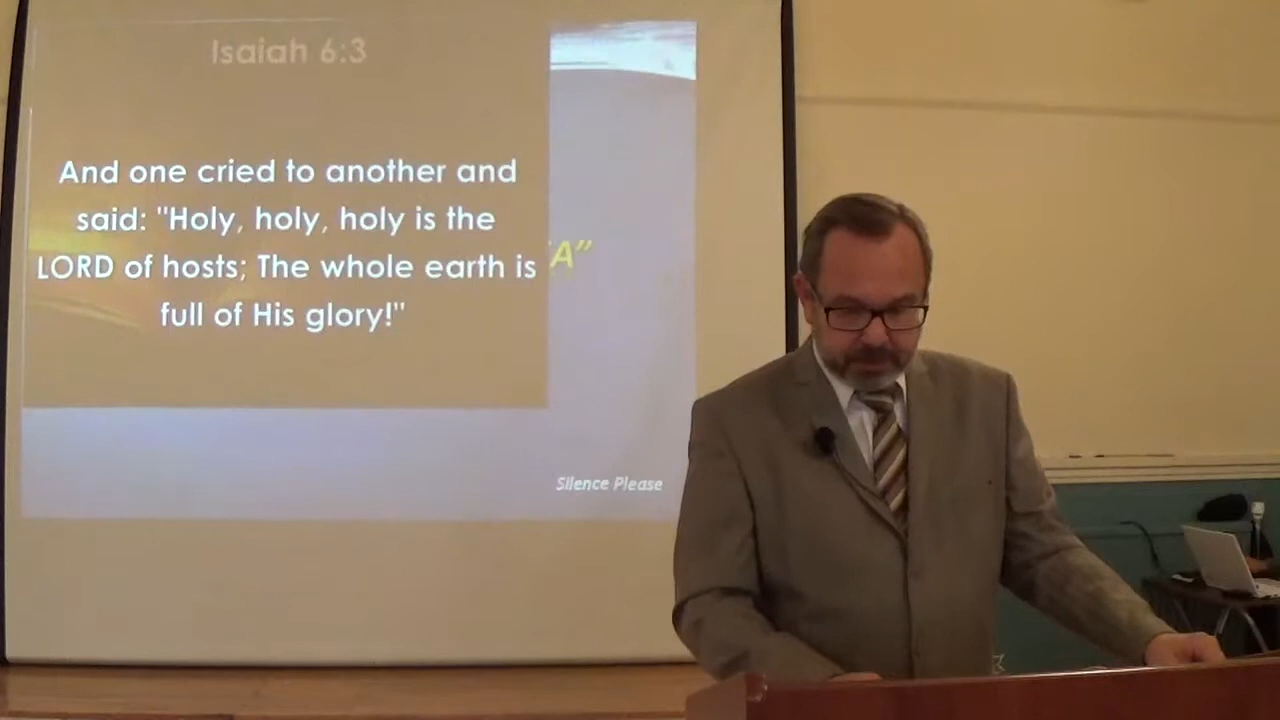 Isaiah 6:3
And one cried to another and
said: "Holy, holy, holy is the
LORD of hosts; The whole earth is
full of His glory!"
A”
Silence Please